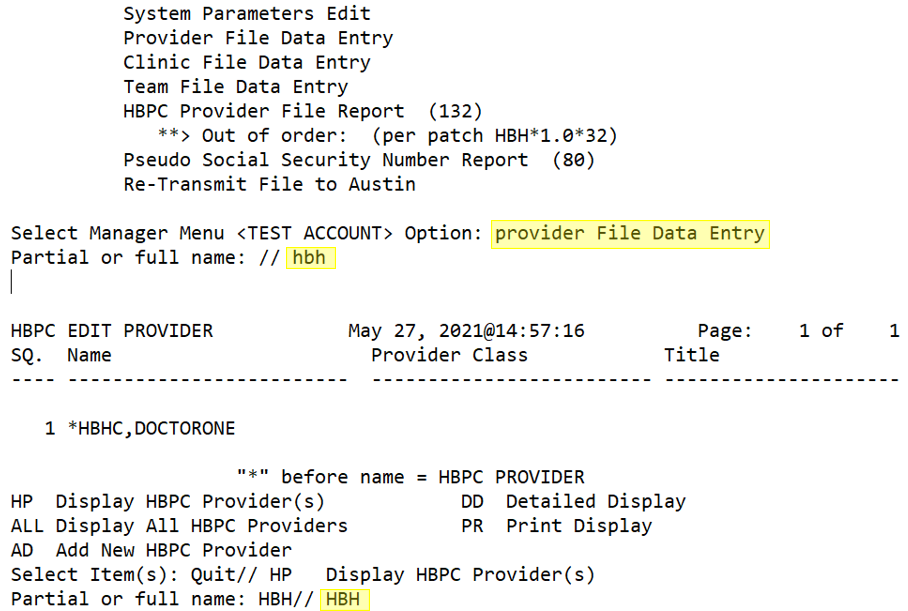 System Parameters Edit
Provider File Data Entry
Clinic File Data Entry
Team File Data Entry
HBPC Provider File Report  (132)
**> Out of order:  (per patch HBH*1.0*32)
Pseudo Social Security Number Report  (80)
Re-Transmit File to Austin
Select Manager Menu <TEST ACCOUNT> Option: provider File Data Entry
Partial or full name: // hbh
HBPC EDIT PROVIDER            May 27, 2021@14:57:16          Page:    1 of    1
SQ.  Name                       Provider Class            Title
---- -------------------------  ------------------------- ---------------------
1 *HBHC,DOCTORONE
"*" before name = HBPC PROVIDER
HP  Display HBPC Provider(s)            DD  Detailed Display
ALL Display All HBPC Providers          PR  Print Display
AD  Add New HBPC Provider
Select Item(s): Quit// HP   Display HBPC Provider(s)
Partial or full name: HBH// HBH